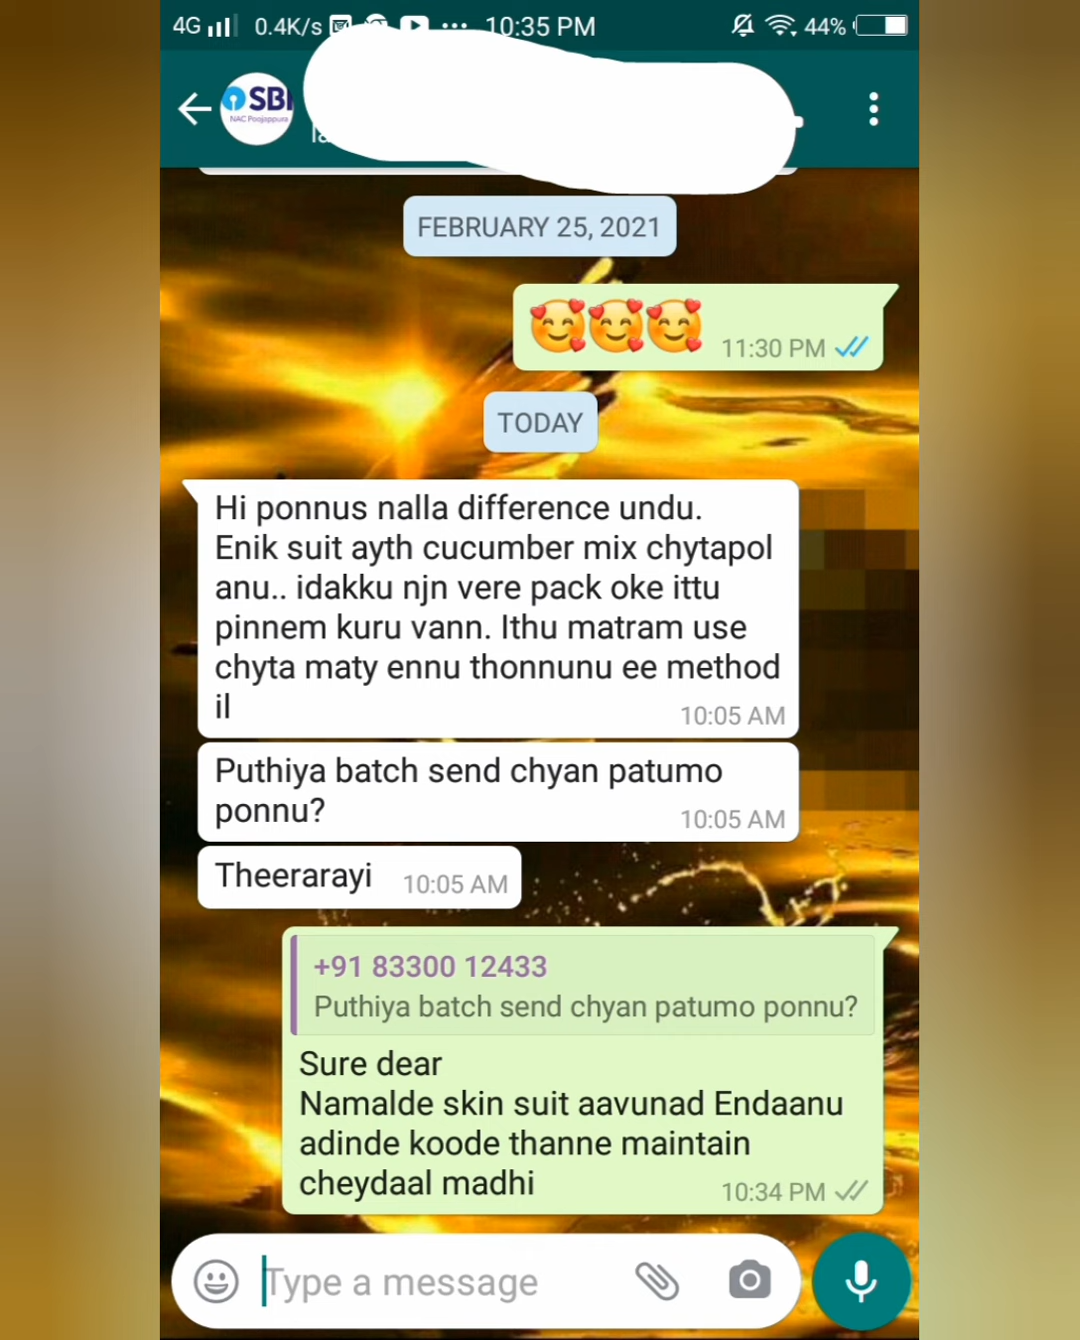 4G 0.4K/s 10:35 PM 44%
SBI
NAC Poojappura
FEBRUARY 25, 2021
🥰🥰🥰 11:30 PM
TODAY
Hi ponnus nalla difference undu.
Enik suit ayth cucumber mix chytapol
anu.. idakku njn vere pack oke ittu
pinnem kuru vann. Ithu matram use
chyta maty ennu thonnunu ee method
il 10:05 AM
Puthiya batch send chyan patumo
ponnu? 10:05 AM
Theerarayi 10:05 AM
+91 83300 12433
Puthiya batch send chyan patumo ponnu?
Sure dear
Namalde skin suit aavunad Endaanu
adinde koode thanne maintain
cheydaal madhi 10:34 PM
Type a message